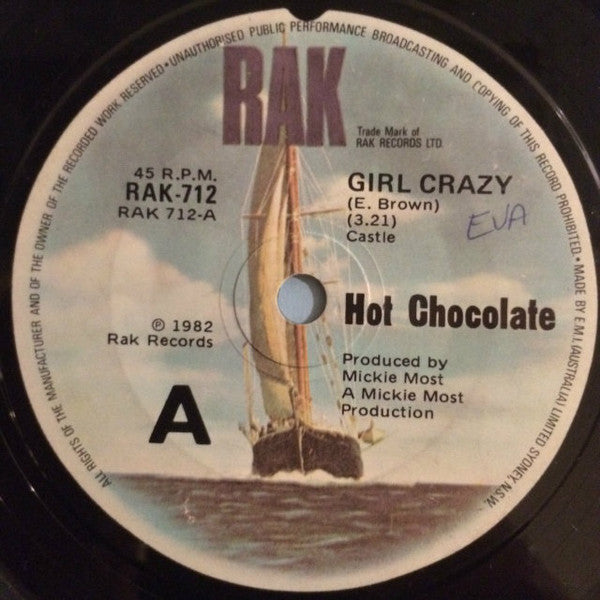 ALL RIGHTS OF THE MANUFACTURER AND OF THE OWNER OF THE RECORDED WORK RESERVED • UNAUTHORISED PUBLIC PERFORMANCE BROADCASTING AND COPYING OF THIS RECORD PROHIBITED • MADE BY E.M.I. (AUSTRALIA) LIMITED SYDNEY, N.S.W.
RAK
Trade Mark of
RAK RECORDS LTD.
45 R.P.M.
RAK-712
RAK 712-A
GIRL CRAZY
(E. Brown)
(3.21)
Castle
EVA
Hot Chocolate
℗ 1982
Rak Records
Produced by
Mickie Most
A Mickie Most
Production
A